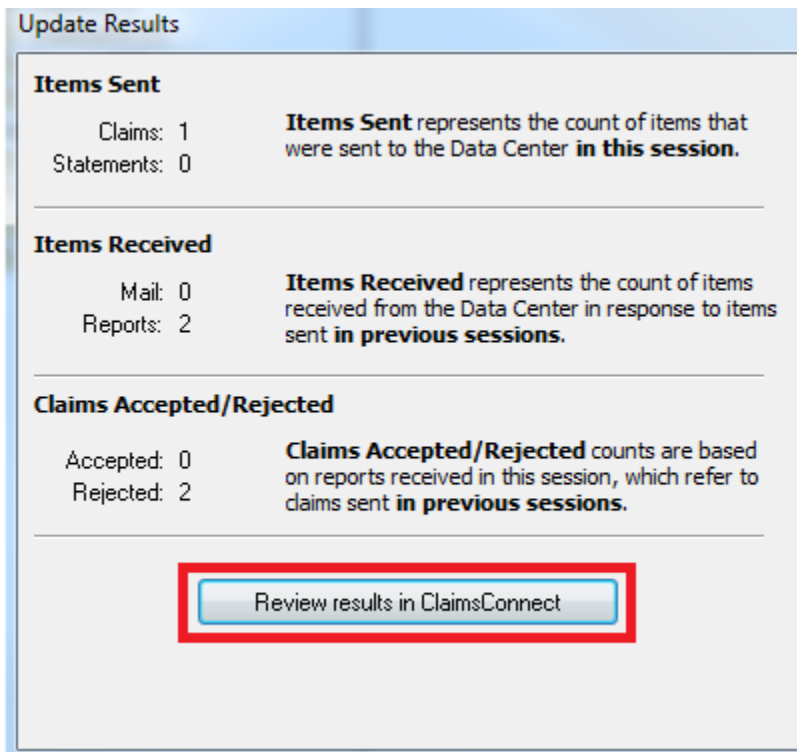 Update Results
Items Sent
Claims: 1
Statements: 0
Items Sent represents the count of items that
were sent to the Data Center in this session.
Items Received
Mail: 0
Reports: 2
Items Received represents the count of items
received from the Data Center in response to items
sent in previous sessions.
Claims Accepted/Rejected
Accepted: 0
Rejected: 2
Claims Accepted/Rejected counts are based
on reports received in this session, which refer to
claims sent in previous sessions.
Review results in ClaimsConnect